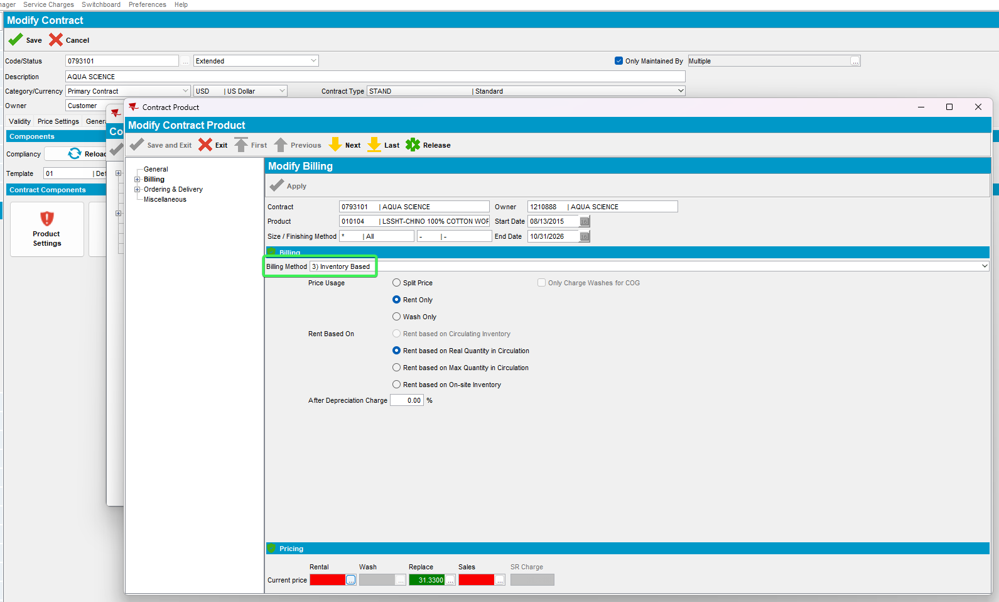 Service Charges Switchboard Preferences Help
Modify Contract
Save Cancel
Code/Status 0793101 ... Extended Only Maintained By Multiple ...
Description AQUA SCIENCE
Category/Currency Primary Contract USD | US Dollar Contract Type STAND | Standard
Owner Customer
Contract Product
Validity Price Settings
Modify Contract Product
Components
Save and Exit Exit First Previous Next Last Release
Compliancy
Template 01
Contract Components
Product
Settings
General
Billing
Ordering & Delivery
Miscellaneous
Modify Billing
Apply
Contract 0793101 | AQUA SCIENCE Owner 1210888 | AQUA SCIENCE
Product 010104 | LSSHT-CHINO 100% COTTON Start Date 08/13/2015 16
Size / Finishing Method * | All - | - End Date 10/31/2026 16
Billing
Billing Method 3) Inventory Based
Price Usage Split Price Only Charge Washes for COG
Rent Only
Wash Only
Rent Based On Rent based on Circulating Inventory
Rent based on Real Quantity in Circulation
Rent based on Max Quantity in Circulation
Rent based on On-site Inventory
After Depreciation Charge 0.00 %
Pricing
Rental Wash Replace Sales SR Charge
Current price ... ... 31.3300 ... ...